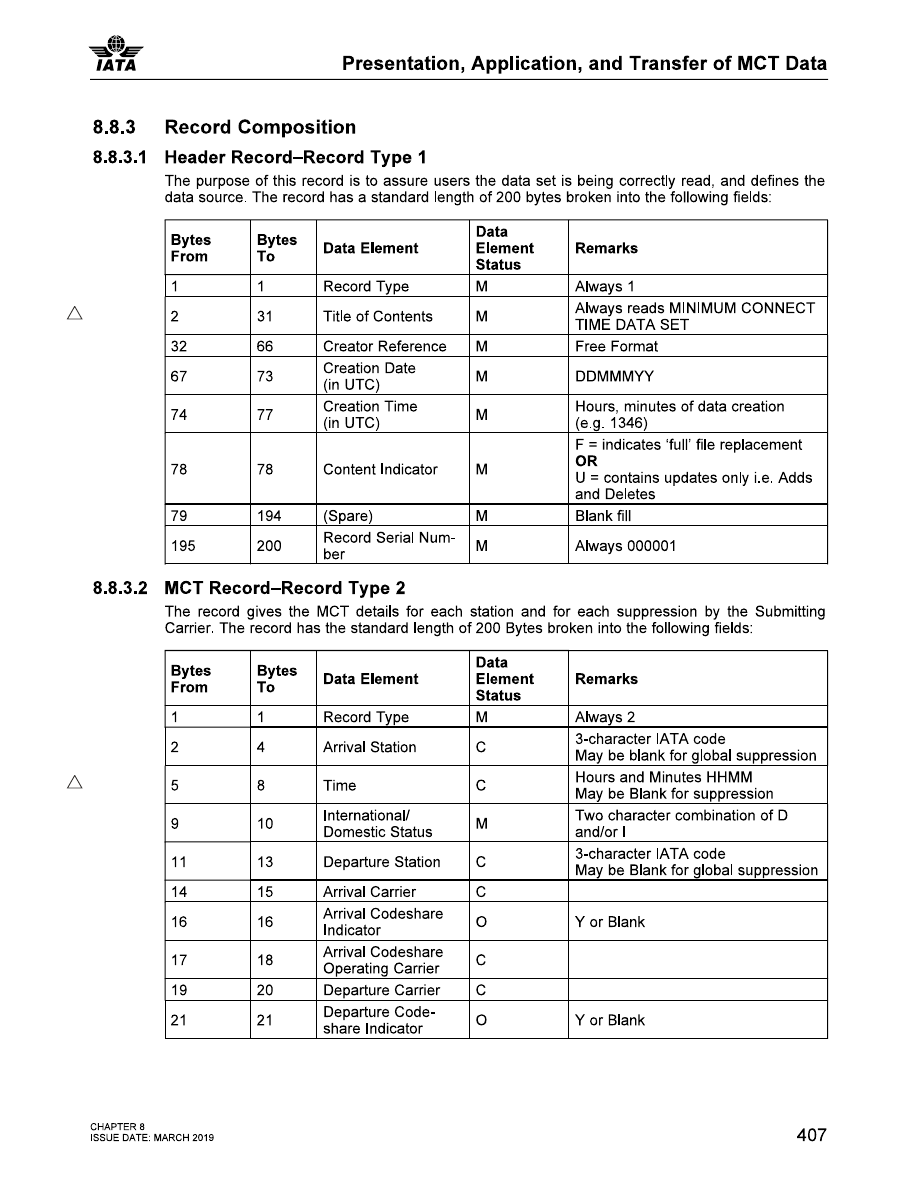 IATA
Presentation, Application, and Transfer of MCT Data
8.8.3 Record Composition
8.8.3.1 Header Record–Record Type 1
The purpose of this record is to assure users the data set is being correctly read, and defines the
data source. The record has a standard length of 200 bytes broken into the following fields:
Bytes From | Bytes To | Data Element | Data Element Status | Remarks
1 | 1 | Record Type | M | Always 1
△ 2 | 31 | Title of Contents | M | Always reads MINIMUM CONNECT TIME DATA SET
32 | 66 | Creator Reference | M | Free Format
67 | 73 | Creation Date (in UTC) | M | DDMMMYY
74 | 77 | Creation Time (in UTC) | M | Hours, minutes of data creation (e.g. 1346)
78 | 78 | Content Indicator | M | F = indicates ‘full’ file replacement OR U = contains updates only i.e. Adds and Deletes
79 | 194 | (Spare) | M | Blank fill
195 | 200 | Record Serial Num-ber | M | Always 000001
8.8.3.2 MCT Record–Record Type 2
The record gives the MCT details for each station and for each suppression by the Submitting
Carrier. The record has the standard length of 200 Bytes broken into the following fields:
Bytes From | Bytes To | Data Element | Data Element Status | Remarks
1 | 1 | Record Type | M | Always 2
2 | 4 | Arrival Station | C | 3-character IATA code May be blank for global suppression
△ 5 | 8 | Time | C | Hours and Minutes HHMM May be Blank for suppression
9 | 10 | International/ Domestic Status | M | Two character combination of D and/or I
11 | 13 | Departure Station | C | 3-character IATA code May be Blank for global suppression
14 | 15 | Arrival Carrier | C |
16 | 16 | Arrival Codeshare Indicator | O | Y or Blank
17 | 18 | Arrival Codeshare Operating Carrier | C |
19 | 20 | Departure Carrier | C |
21 | 21 | Departure Code-share Indicator | O | Y or Blank
CHAPTER 8
ISSUE DATE: MARCH 2019
407